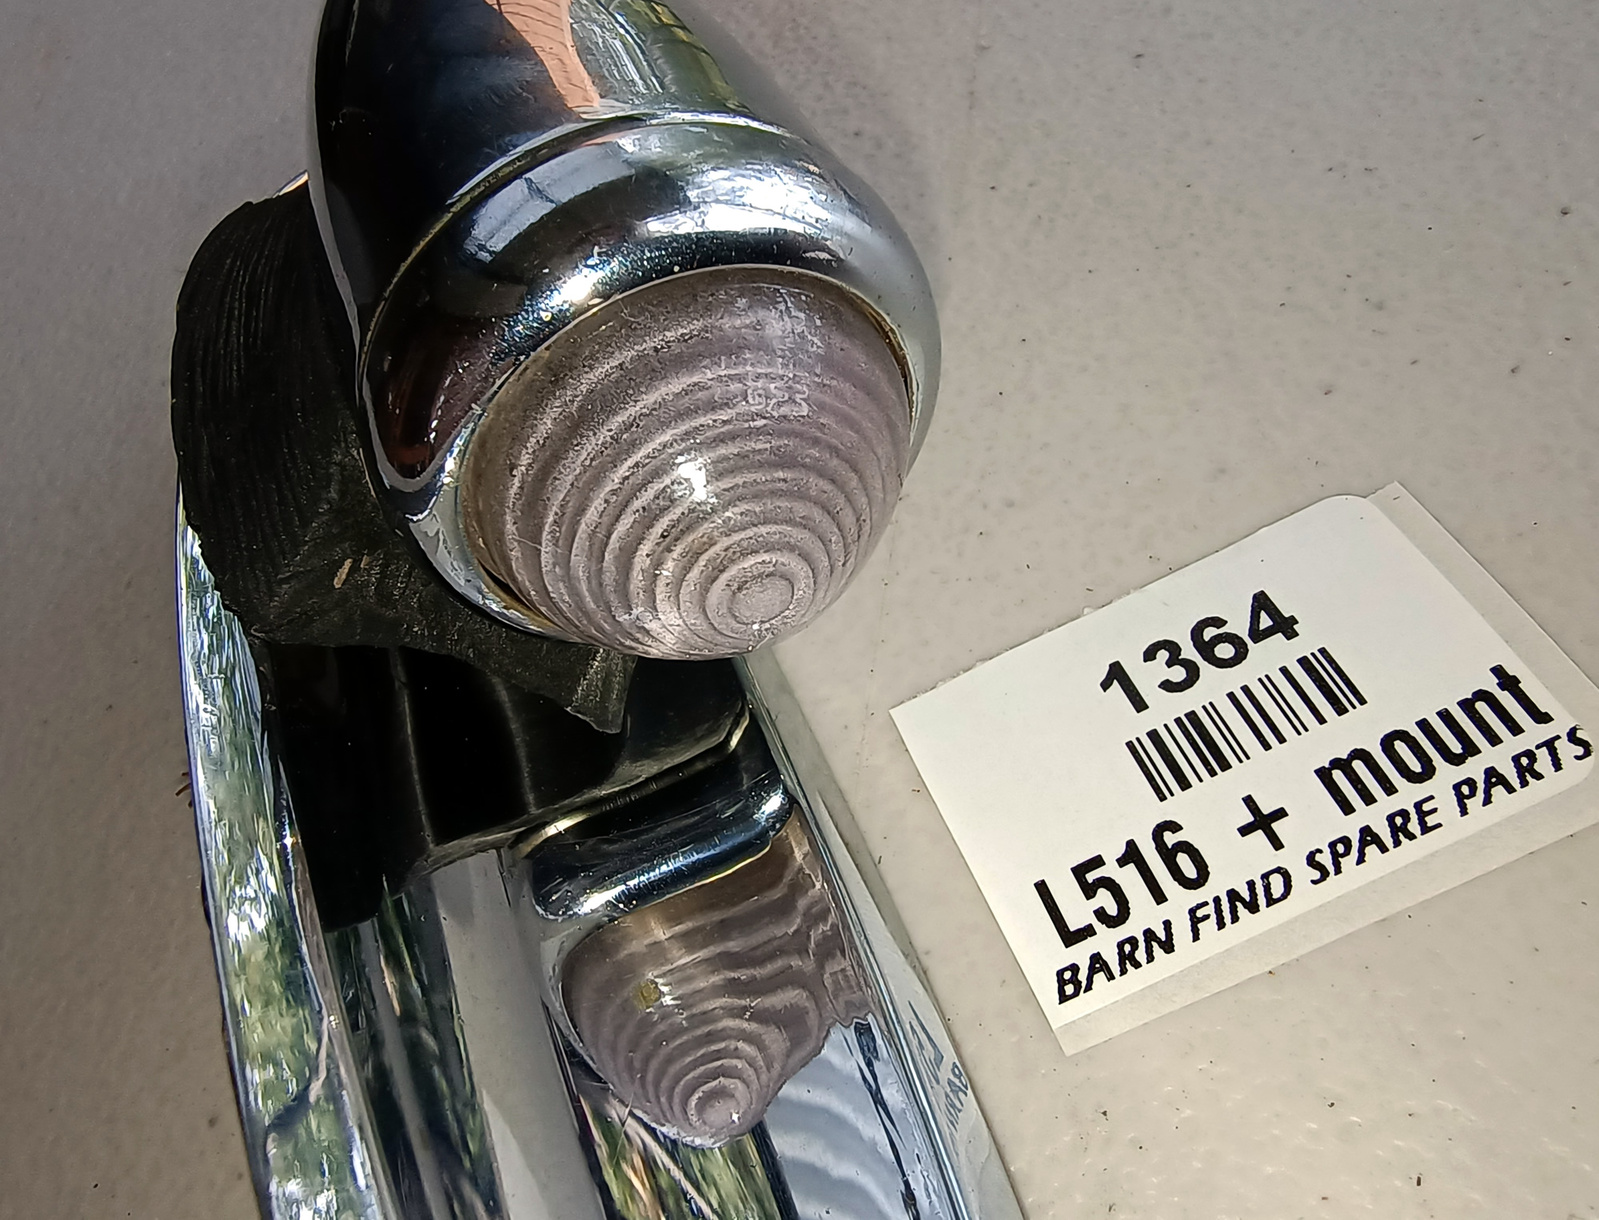 1364
L516 + mount
BARN FIND SPARE PARTS